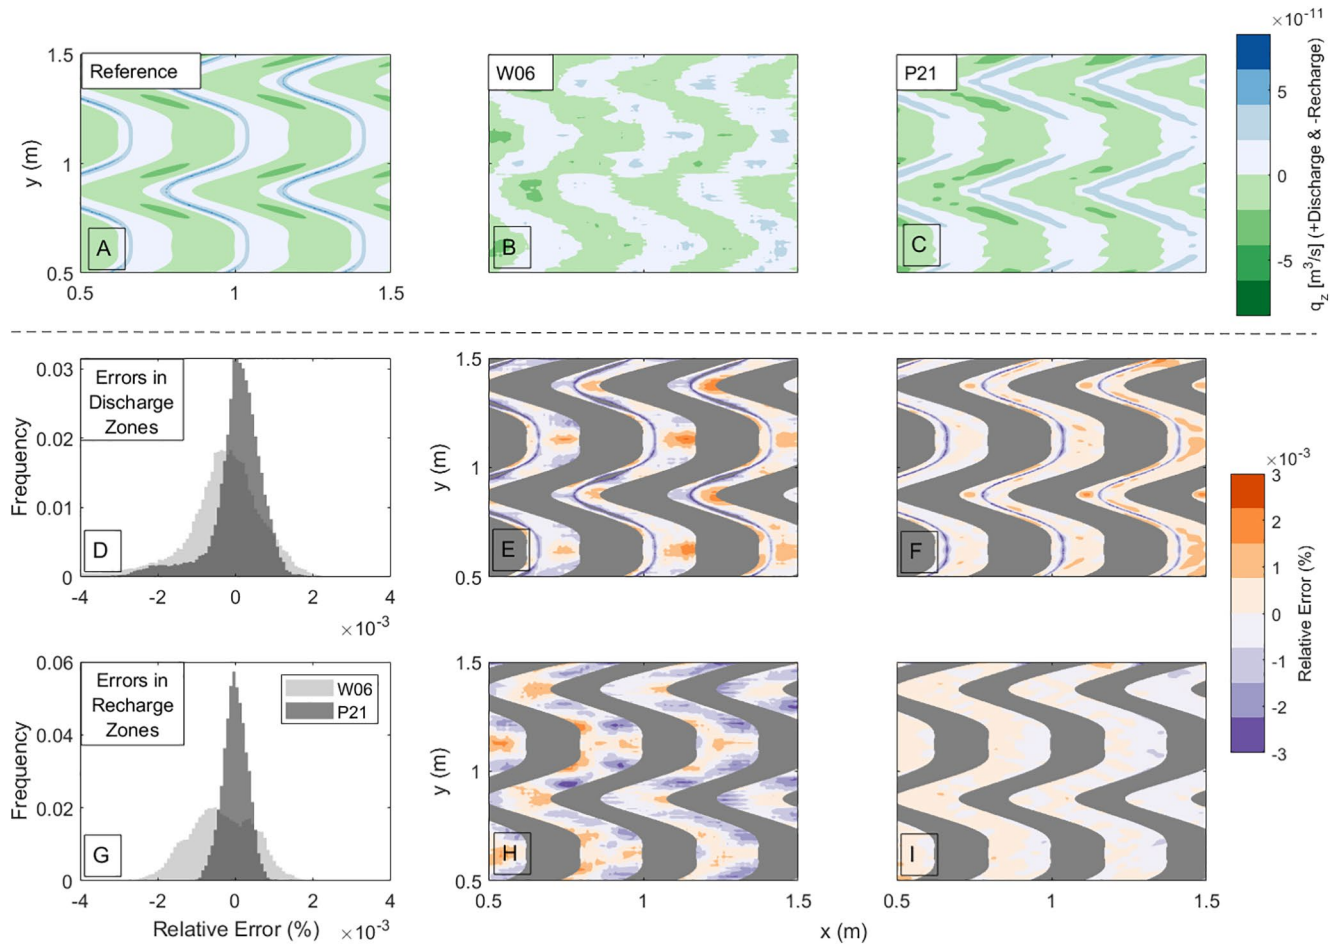 ×10⁻¹¹
1.5
Reference
W06
P21
y (m)
1
A
B
C
0.5
0.5
1
1.5
5
0
-5
q_z [m³/s] (+Discharge & -Recharge)
0.03
Errors in
Discharge
Zones
0.02
Frequency
0.01
D
0
-4
-2
0
2
4
×10⁻³
1.5
y (m)
1
E
0.5
F
×10⁻³
3
2
1
0
-1
-2
-3
Relative Error (%)
0.06
Errors in
Recharge
Zones
W06
P21
0.04
Frequency
0.02
G
0
-4
-2
0
2
4
Relative Error (%)
×10⁻³
1.5
y (m)
1
H
0.5
0.5
1
1.5
I
0.5
1
1.5
x (m)